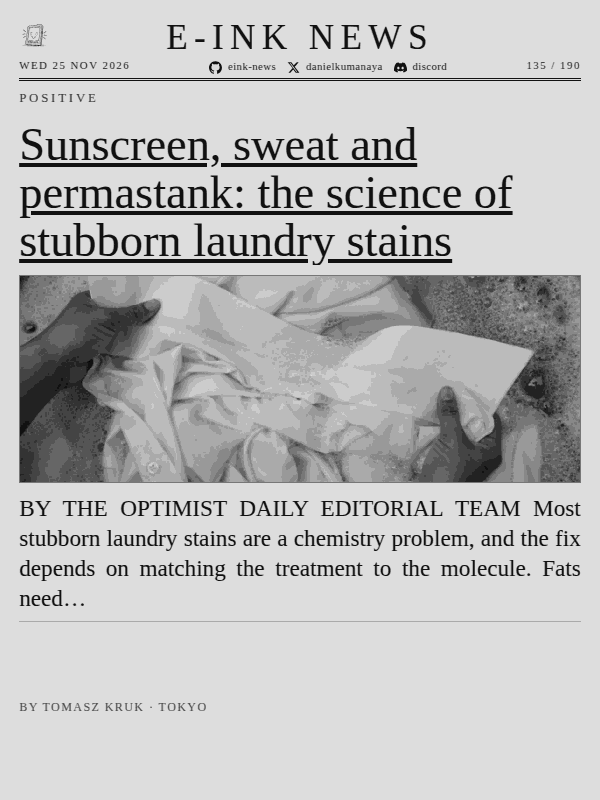 E-INK NEWS
WED 25 NOV 2026
eink-news
danielkumanaya
discord
135 / 190
POSITIVE
Sunscreen, sweat and
permastank: the science of
stubborn laundry stains
BY THE OPTIMIST DAILY EDITORIAL TEAM Most
stubborn laundry stains are a chemistry problem, and the fix
depends on matching the treatment to the molecule. Fats
need…
BY TOMASZ KRUK · TOKYO